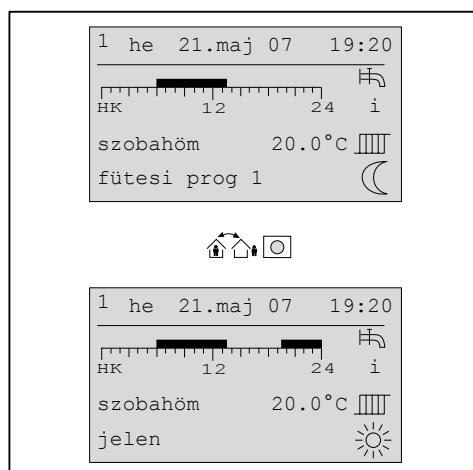 1 he 21.maj 07 19:20
HK 12 24 i
szobahöm 20.0°C
fütesi prog 1
1 he 21.maj 07 19:20
HK 12 24 i
szobahöm 20.0°C
jelen